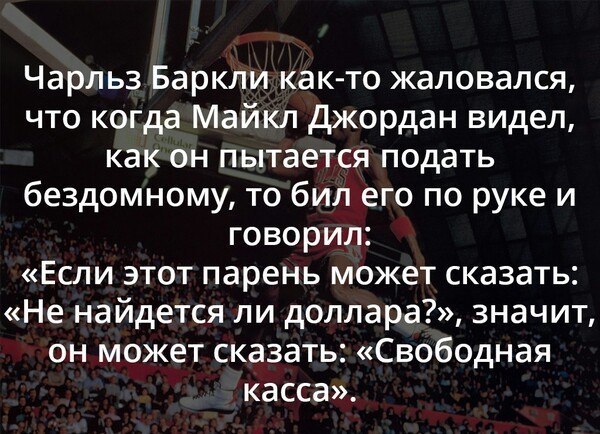 Чарльз Баркли как-то жаловался,
что когда Майкл Джордан видел,
как он пытается подать
бездомному, то бил его по руке и
говорил:
«Если этот парень может сказать:
«Не найдется ли доллара?», значит,
он может сказать: «Свободная
касса».